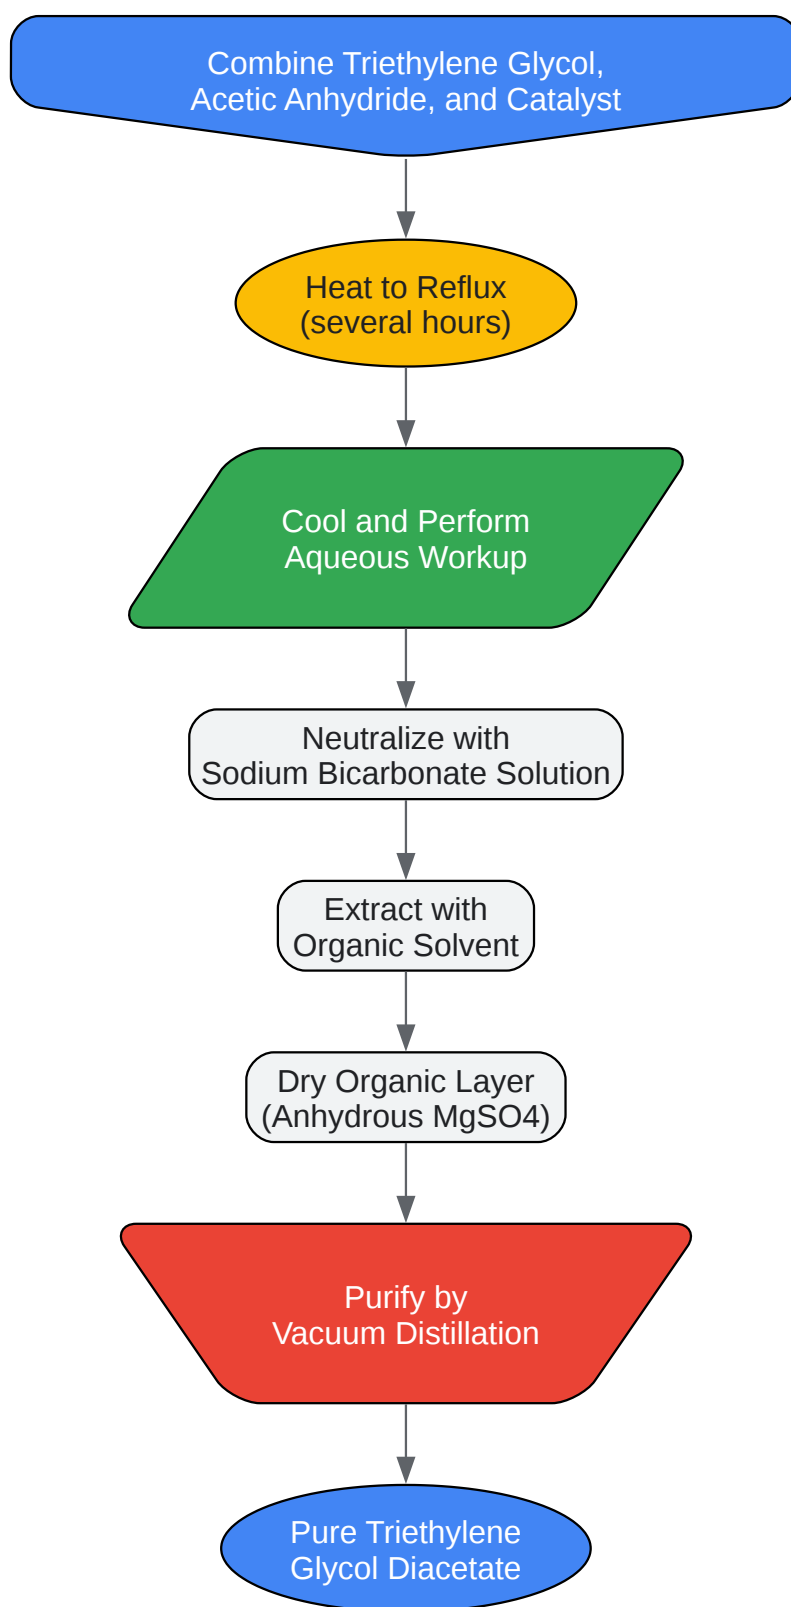 Combine Triethylene Glycol,
Acetic Anhydride, and Catalyst
Heat to Reflux
(several hours)
Cool and Perform
Aqueous Workup
Neutralize with
Sodium Bicarbonate Solution
Extract with
Organic Solvent
Dry Organic Layer
(Anhydrous MgSO4)
Purify by
Vacuum Distillation
Pure Triethylene
Glycol Diacetate